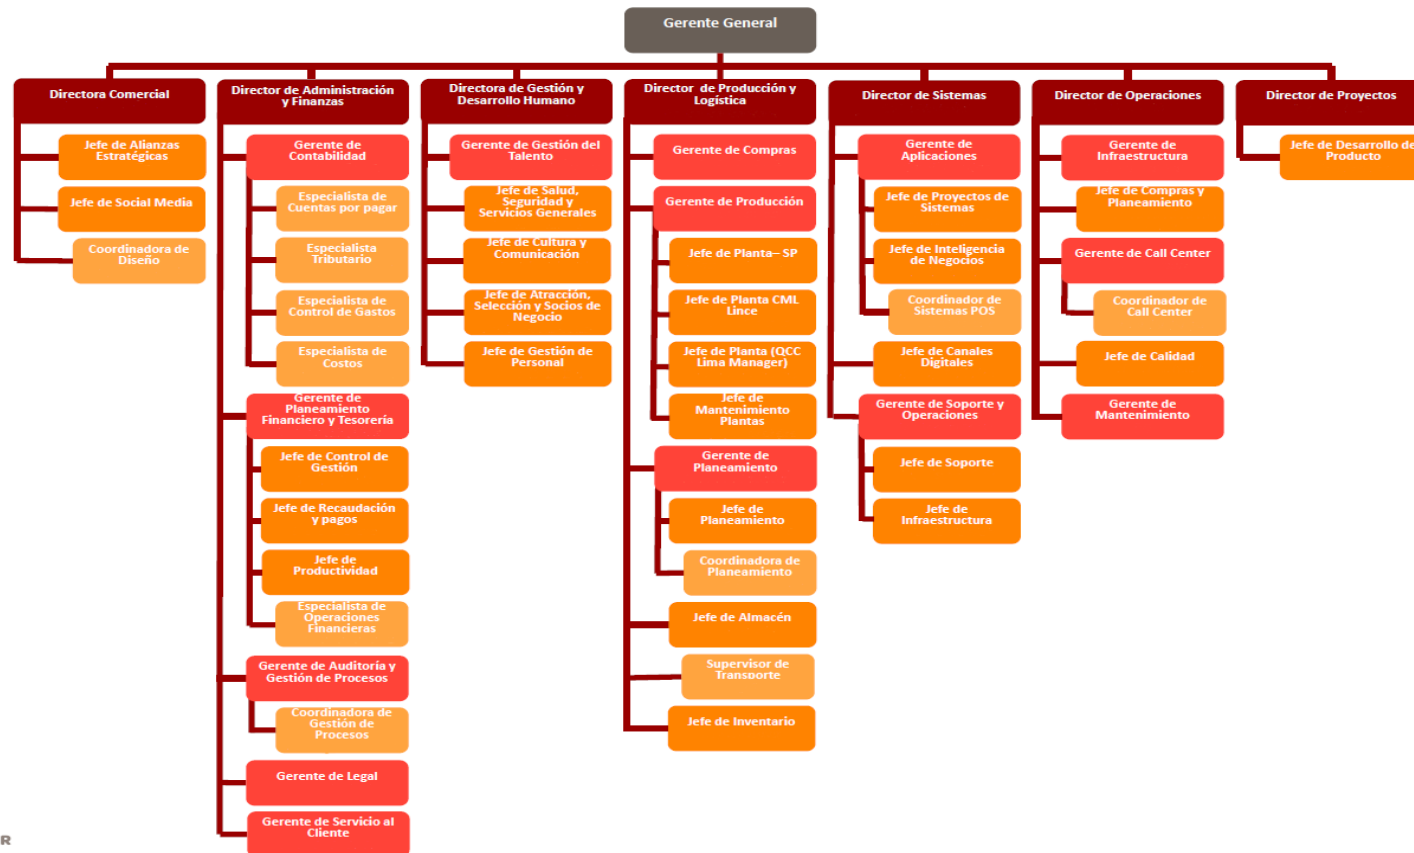 Gerente General
Directora Comercial
Jefe de Alianzas
Estratégicas
Jefe de Social Media
Coordinadora de
Diseño
Director de Administración
y Finanzas
Gerente de
Contabilidad
Especialista de
Cuentas por pagar
Especialista
Tributario
Especialista de
Control de Gastos
Especialista de
Costos
Gerente de
Planeamiento
Financiero y Tesorería
Jefe de Control de
Gestión
Jefe de Recaudación
y pagos
Jefe de
Productividad
Especialista de
Operaciones
Financieras
Gerente de Auditoría y
Gestión de Procesos
Coordinadora de
Gestión de
Procesos
Gerente de Legal
Gerente de Servicio al
Cliente
Directora de Gestión y
Desarrollo Humano
Gerente de Gestión del
Talento
Jefe de Salud,
Seguridad y
Servicios Generales
Jefe de Cultura y
Comunicación
Jefe de Atracción,
Selección y Socios de
Negocio
Jefe de Gestión de
Personal
Director de Producción y
Logística
Gerente de Compras
Gerente de Producción
Jefe de Planta– SP
Jefe de Planta CML
Lince
Jefe de Planta (QCC
Lima Manager)
Jefe de
Mantenimiento
Plantas
Gerente de
Planeamiento
Jefe de
Planeamiento
Coordinadora de
Planeamiento
Jefe de Almacén
Supervisor de
Transporte
Jefe de Inventario
Director de Sistemas
Gerente de
Aplicaciones
Jefe de Proyectos de
Sistemas
Jefe de Inteligencia
de Negocios
Coordinador de
Sistemas POS
Jefe de Canales
Digitales
Gerente de Soporte y
Operaciones
Jefe de Soporte
Jefe de
Infraestructura
Director de Operaciones
Gerente de
Infraestructura
Jefe de Compras y
Planeamiento
Gerente de Call Center
Coordinador de
Call Center
Jefe de Calidad
Gerente de
Mantenimiento
Director de Proyectos
Jefe de Desarrollo de
Producto
R